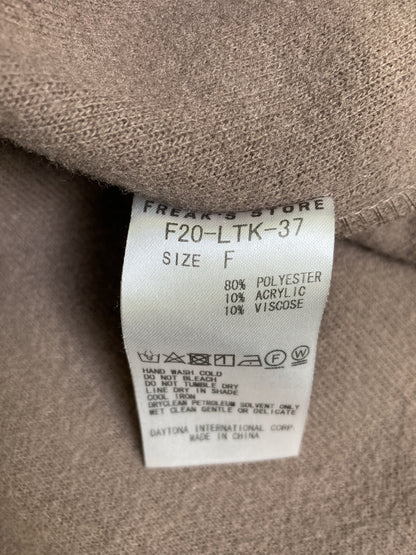 FREAK'S STORE
F20-LTK-37
SIZE F
80% POLYESTER
10% ACRYLIC
10% VISCOSE
F W
HAND WASH COLD
DO NOT BLEACH
DO NOT TUMBLE DRY
LINE DRY IN SHADE
COOL IRON
DRYCLEAN PETROLEUM SOLVENT ONLY
WET CLEAN GENTLE OR DELICATE
DAYTONA INTERNATIONAL CORP.
MADE IN CHINA